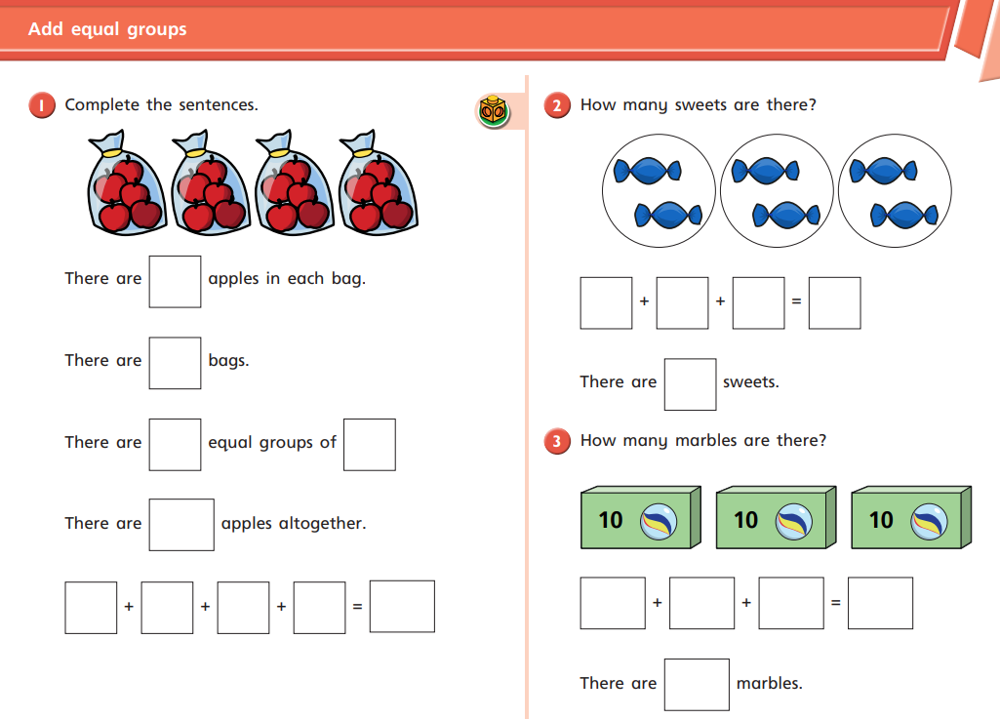 Add equal groups
1 Complete the sentences.
There are apples in each bag.
There are bags.
There are equal groups of
There are apples altogether.
+ + + =
2 How many sweets are there?
+ + =
There are sweets.
3 How many marbles are there?
10 10 10
+ + =
There are marbles.